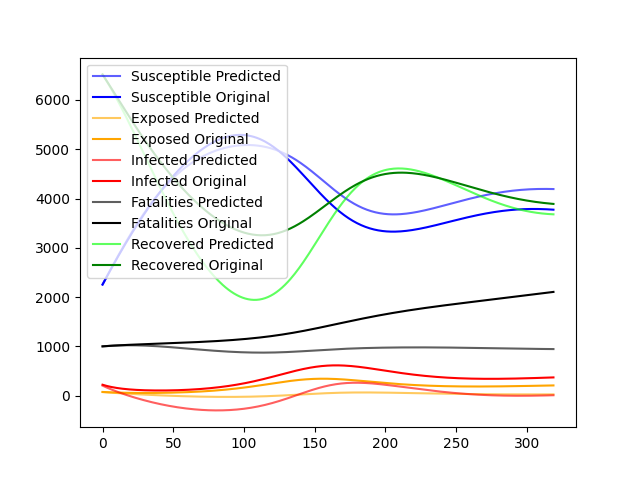 6000
5000
4000
3000
2000
1000
0
Susceptible Predicted
Susceptible Original
Exposed Predicted
Exposed Original
Infected Predicted
Infected Original
Fatalities Predicted
Fatalities Original
Recovered Predicted
Recovered Original
0 50 100 150 200 250 300